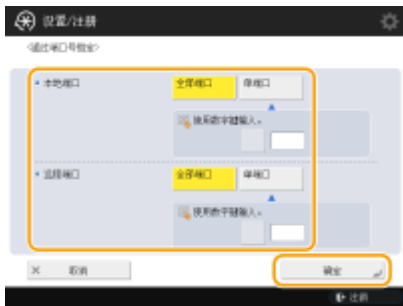 设置/注册
<通过端口号指定>
本地端口
全部端口
单端口
使用数字键输入。
远程端口
全部端口
单端口
使用数字键输入。
× 取消
确定
注销